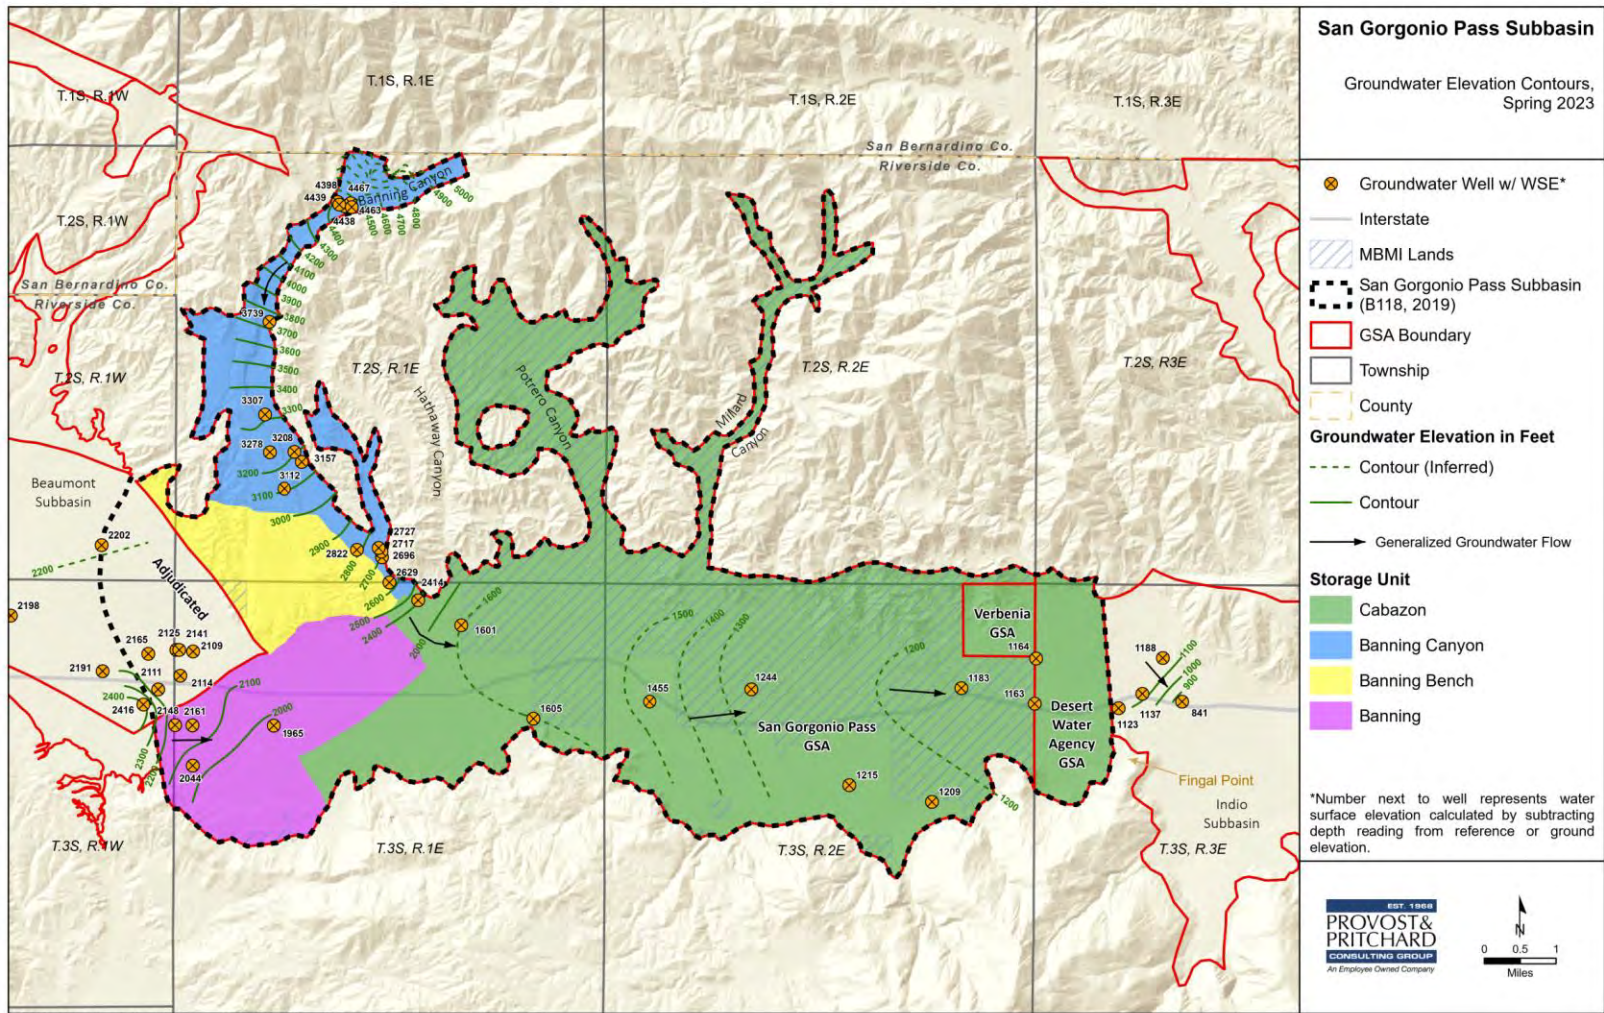 San Gorgonio Pass Subbasin
Groundwater Elevation Contours,
Spring 2023
Groundwater Well w/ WSE*
Interstate
MBMI Lands
San Gorgonio Pass Subbasin
(B118, 2019)
GSA Boundary
Township
County
Groundwater Elevation in Feet
Contour (Inferred)
Contour
Generalized Groundwater Flow
Storage Unit
Cabazon
Banning Canyon
Banning Bench
Banning
*Number next to well represents water
surface elevation calculated by subtracting
depth reading from reference or ground
elevation.
EST. 1968
PROVOST&
PRITCHARD
CONSULTING GROUP
An Employee Owned Company
N
0 0.5 1
Miles
T.1S, R.1W
T.1S, R.1E
T.1S, R.2E
T.1S, R.3E
San Bernardino Co.
Riverside Co.
4398
4467
Banning Canyon
4439
4463
4438
5000
4900
4800
4700
4600
4500
4400
4300
4200
4100
4000
3900
3800
3700
3600
3500
3400
3300
T.2S, R.1W
San Bernardino Co.
Riverside Co.
3739
T.2S, R.1W
T.2S, R.1E
T.2S, R.2E
T.2S, R3E
Hathaway Canyon
Potrero Canyon
Millard
Canyon
3307
3278
3208
3157
3200
3112
3100
3000
2900
2800
2700
2600
2500
2400
2000
Beaumont
Subbasin
2202
2200
Adjudicated
2822
2727
2717
2696
2629
2414
2198
2165
2125
2141
2109
2191
2111
2114
2400
2416
2148
2161
2300
2200
2100
2000
1965
2044
1600
1601
1605
1500
1400
1300
1455
1244
1200
1183
San Gorgonio Pass
GSA
1215
1209
1200
Verbenia
GSA
1164
1163
Desert
Water
Agency
GSA
1188
1100
1000
900
1123
1137
841
Fingal Point
Indio
Subbasin
T.3S, R.1W
T.3S, R.1E
T.3S, R.2E
T.3S, R.3E